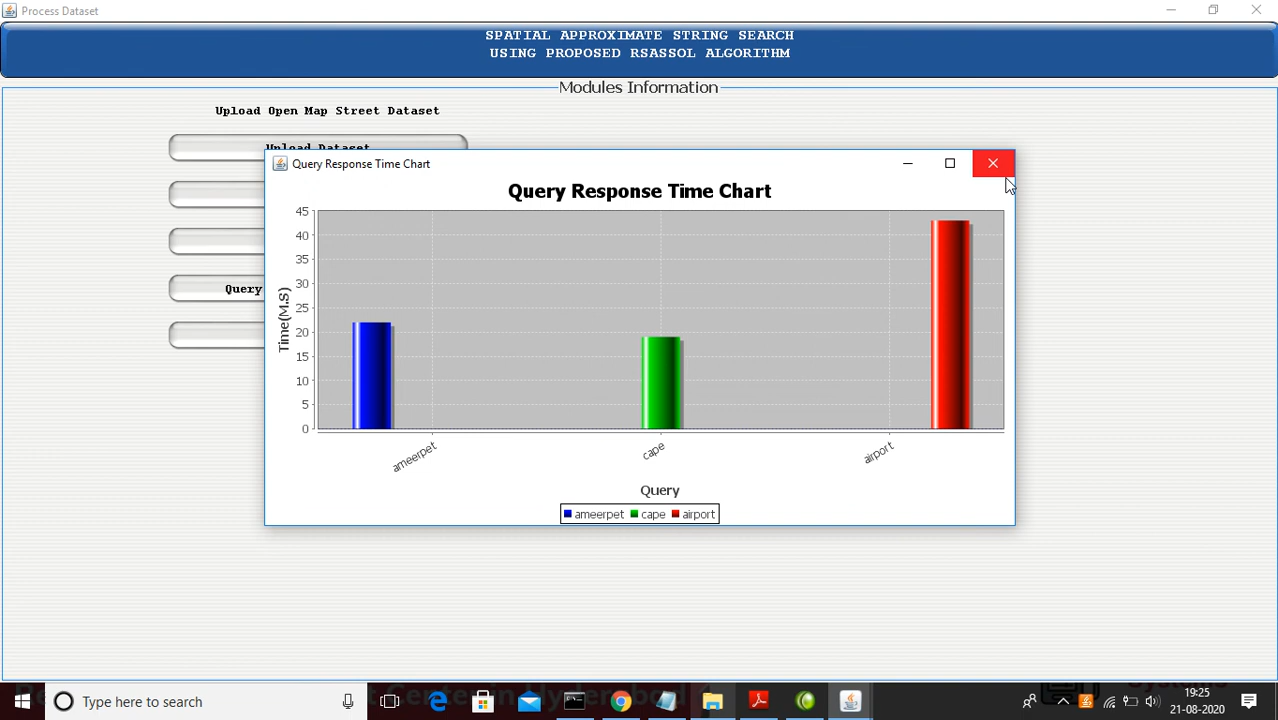 Process Dataset
SPATIAL APPROXIMATE STRING SEARCH
USING PROPOSED RSASSOL ALGORITHM
Modules Information
Upload Open Map Street Dataset
Upload Dataset
Query
Query Response Time Chart
Query Response Time Chart
45
40
35
30
25
20
15
10
5
0
Time(M.S)
ameerpet
cape
airport
Query
ameerpet cape airport
Type here to search
19:25
21-08-2020